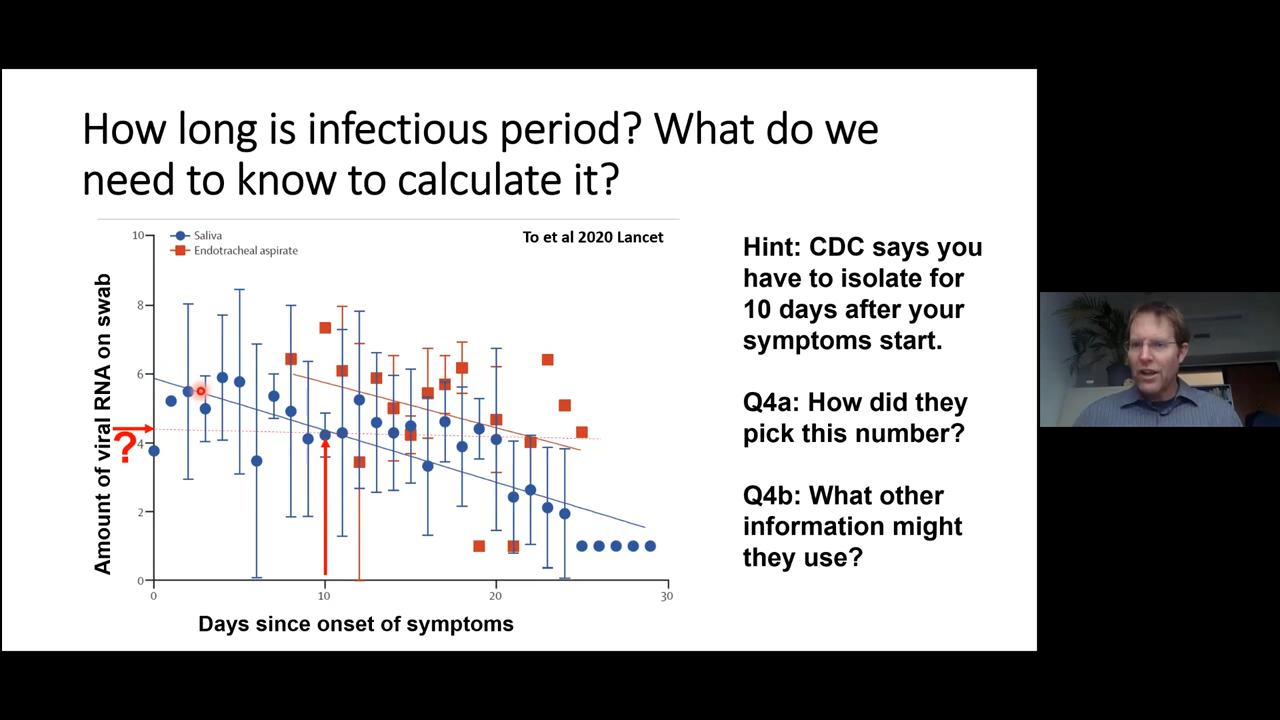 How long is infectious period? What do we
need to know to calculate it?
Saliva
Endotracheal aspirate
To et al 2020 Lancet
Amount of viral RNA on swab
10
8
6
4
2
0
?
0
10
20
30
Days since onset of symptoms
Hint: CDC says you
have to isolate for
10 days after your
symptoms start.
Q4a: How did they
pick this number?
Q4b: What other
information might
they use?